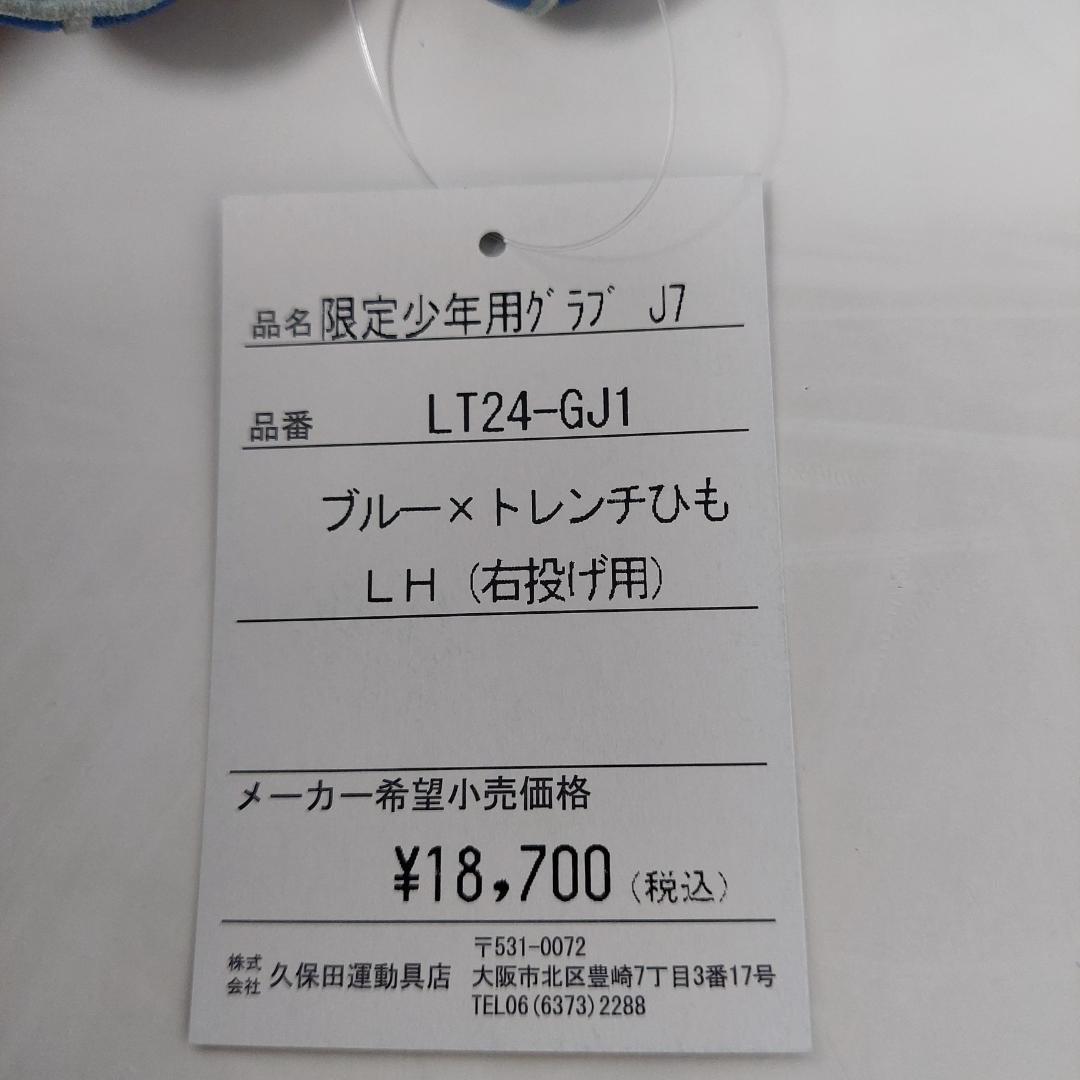 品名 限定少年用ｸﾞﾗﾌﾞ J7
品番 LT24-GJ1
ブルー×トレンチひも
ＬＨ（右投げ用）
メーカー希望小売価格
¥18,700（税込）
株式会社 久保田運動具店
〒531-0072
大阪市北区豊崎7丁目3番17号
TEL06(6373)2288